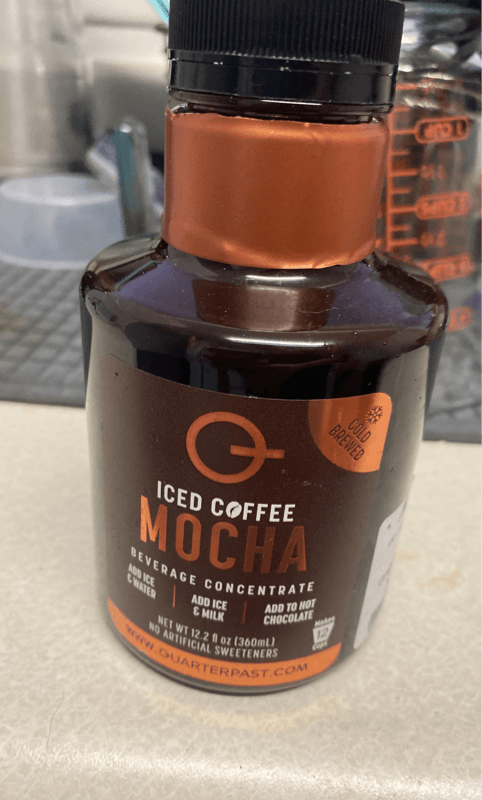 COLD
BREWED
ICED COFFEE
MOCHA
BEVERAGE CONCENTRATE
ADD ICE
& WATER
ADD ICE
& MILK
ADD TO HOT
CHOCOLATE
Makes
12
Cups
NET WT 12.2 fl oz (360mL)
NO ARTIFICIAL SWEETENERS
WWW.QUARTERPAST.COM